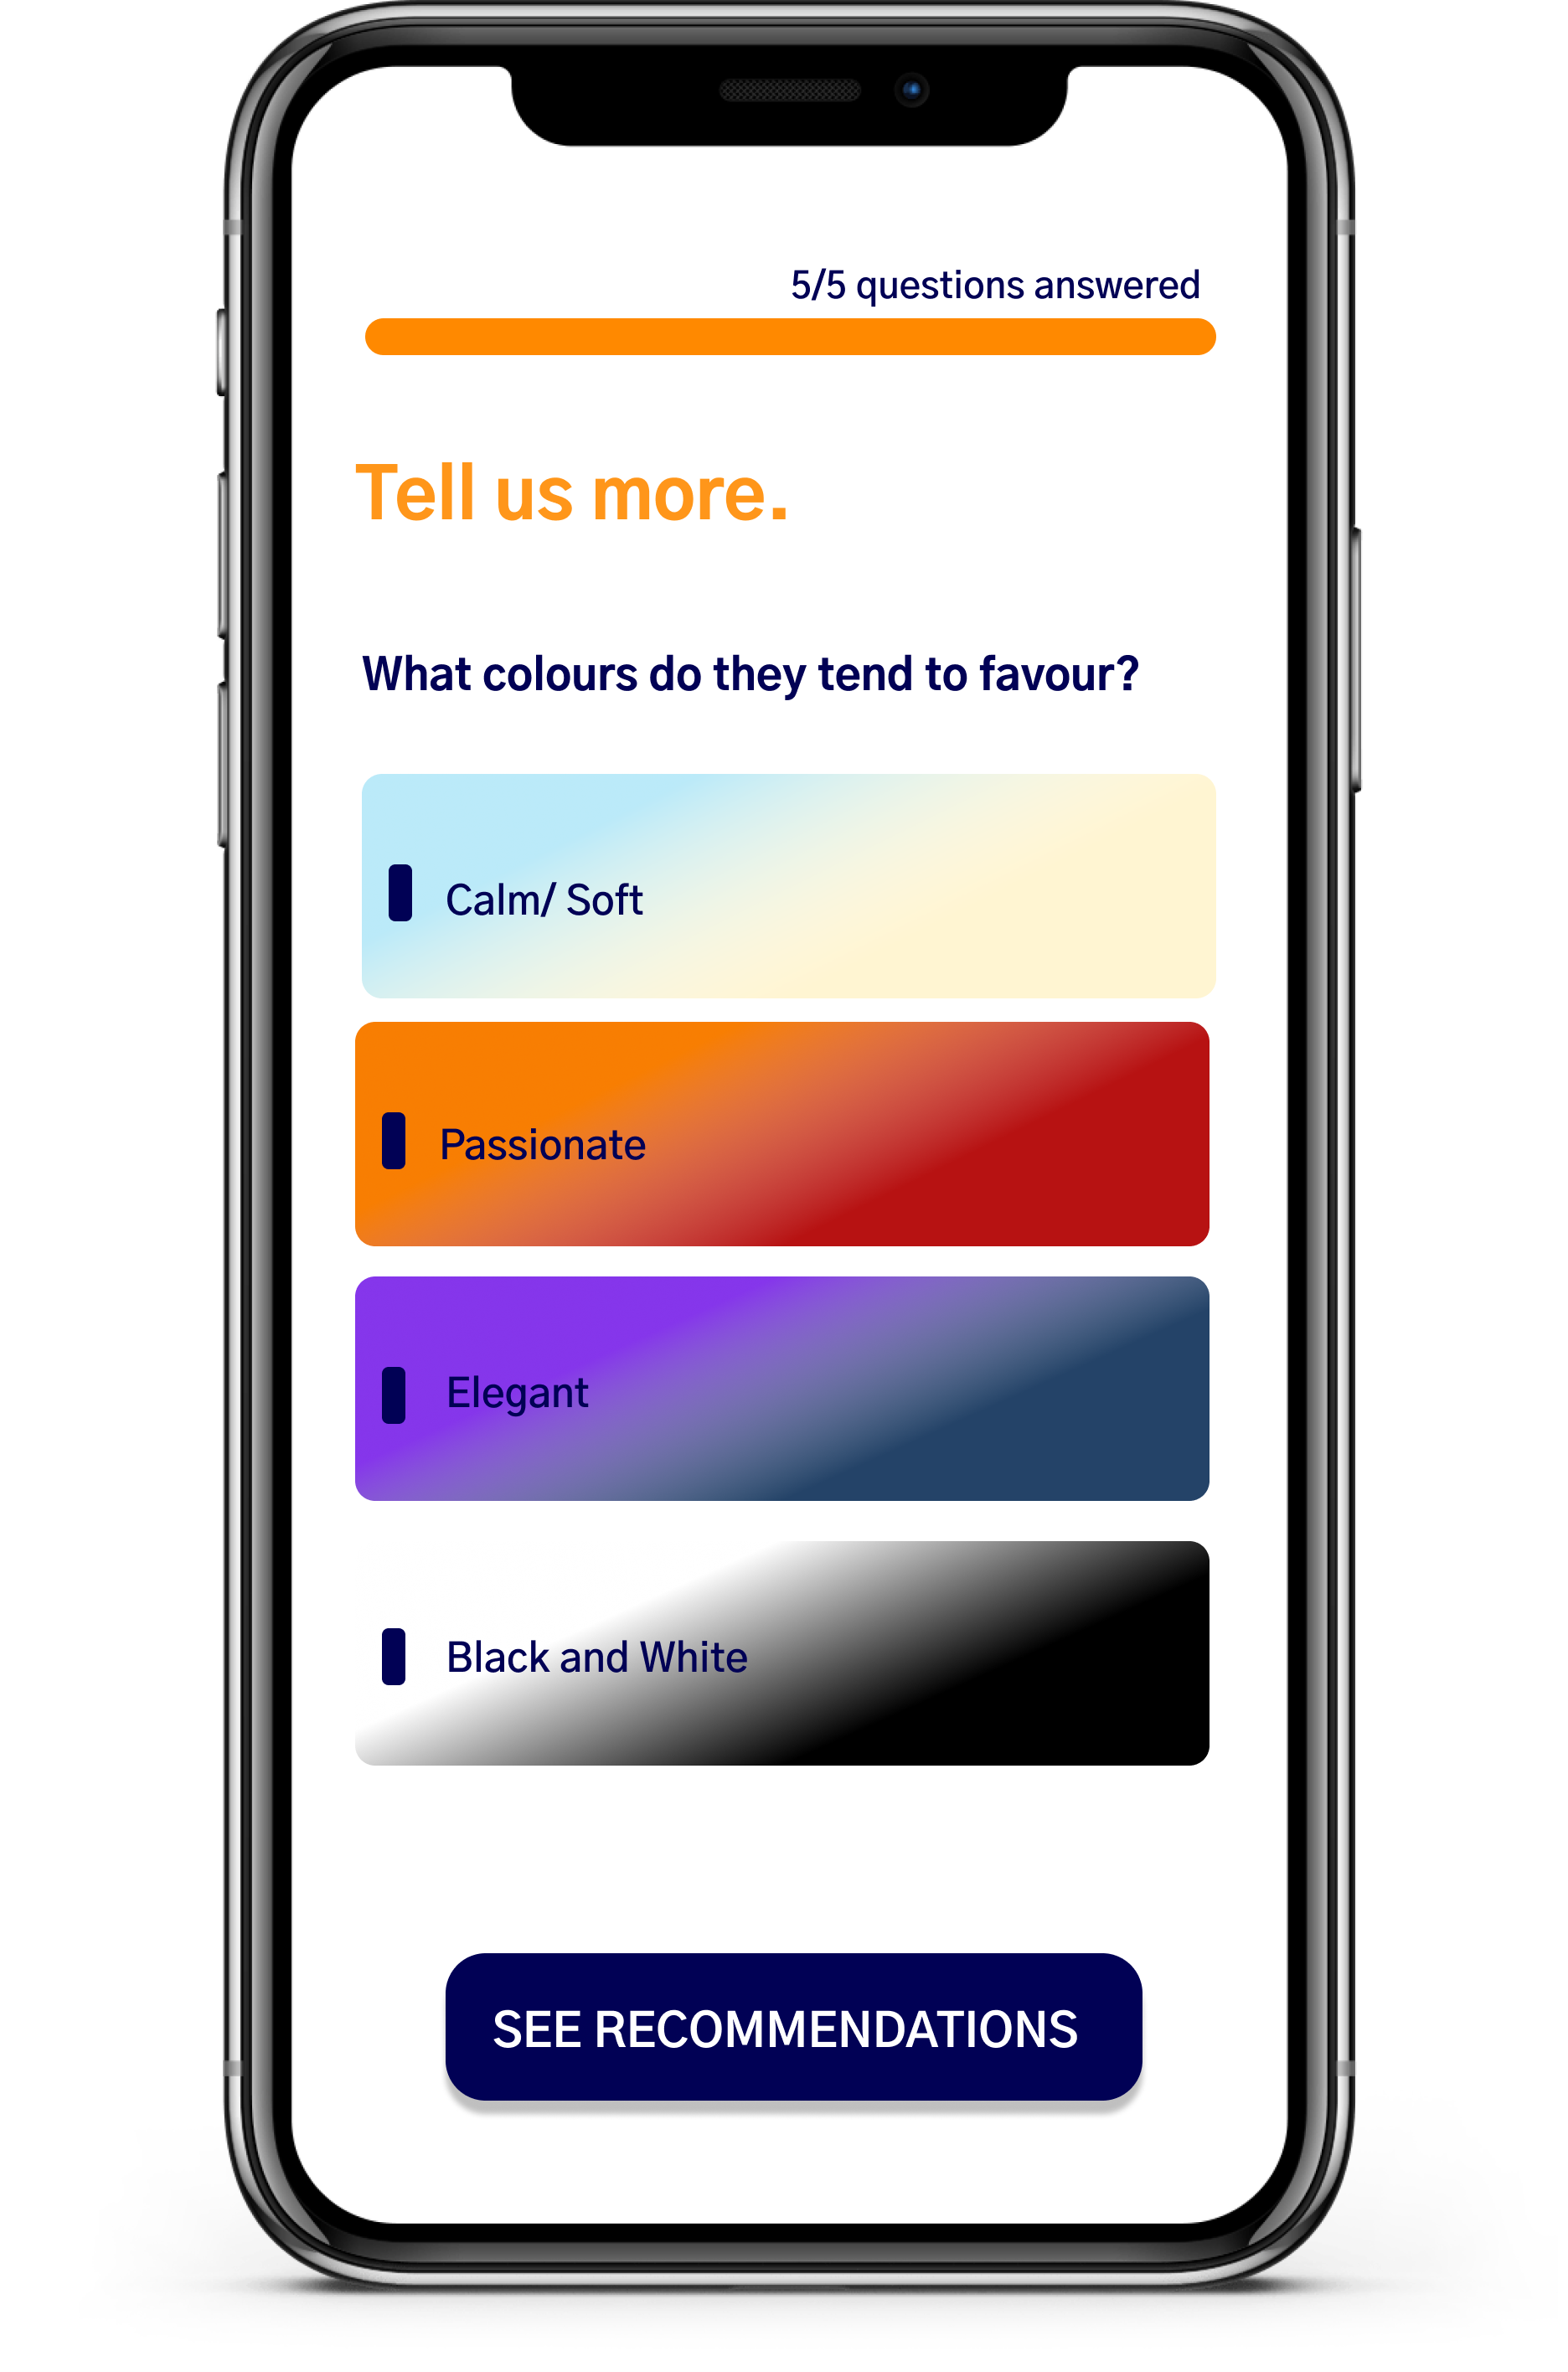 5/5 questions answered
Tell us more.
What colours do they tend to favour?
Calm/ Soft
Passionate
Elegant
Black and White
SEE RECOMMENDATIONS